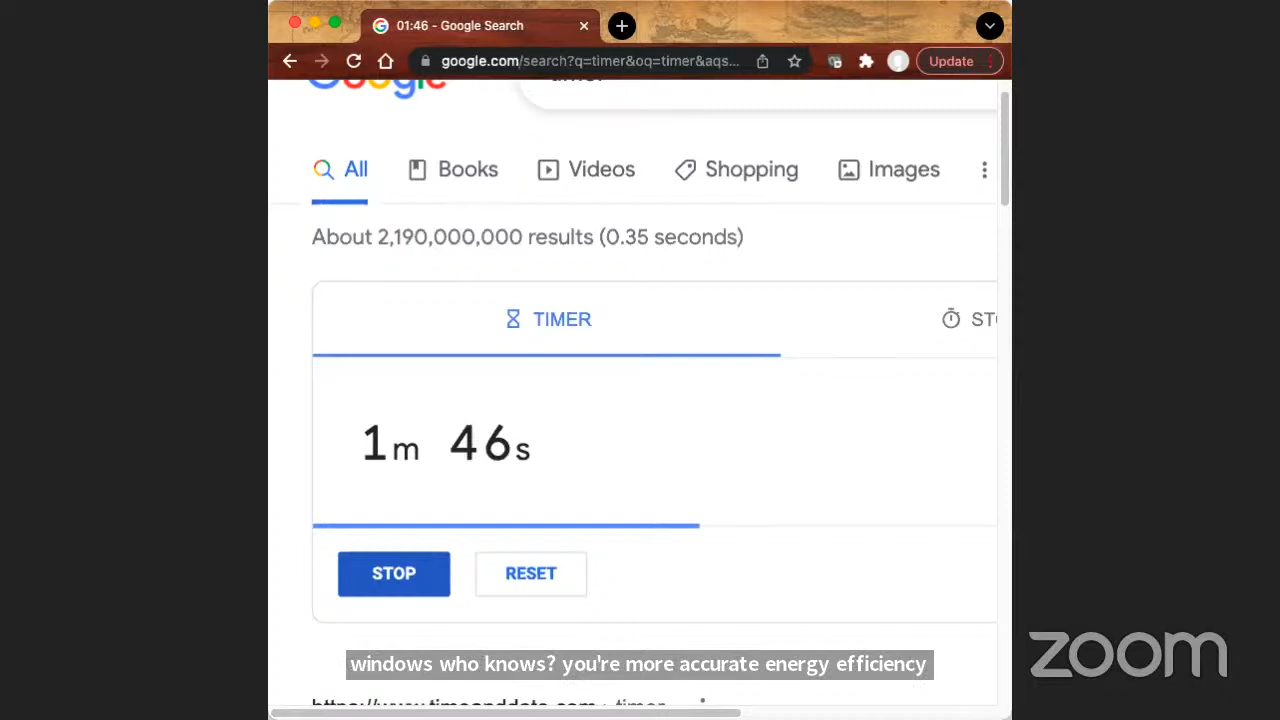 01:46 - Google Search
google.com/search?q=timer&oq=timer&aqs...
Update
All Books Videos Shopping Images
About 2,190,000,000 results (0.35 seconds)
TIMER
1m 46s
STOP RESET
windows who knows? you're more accurate energy efficiency
zoom